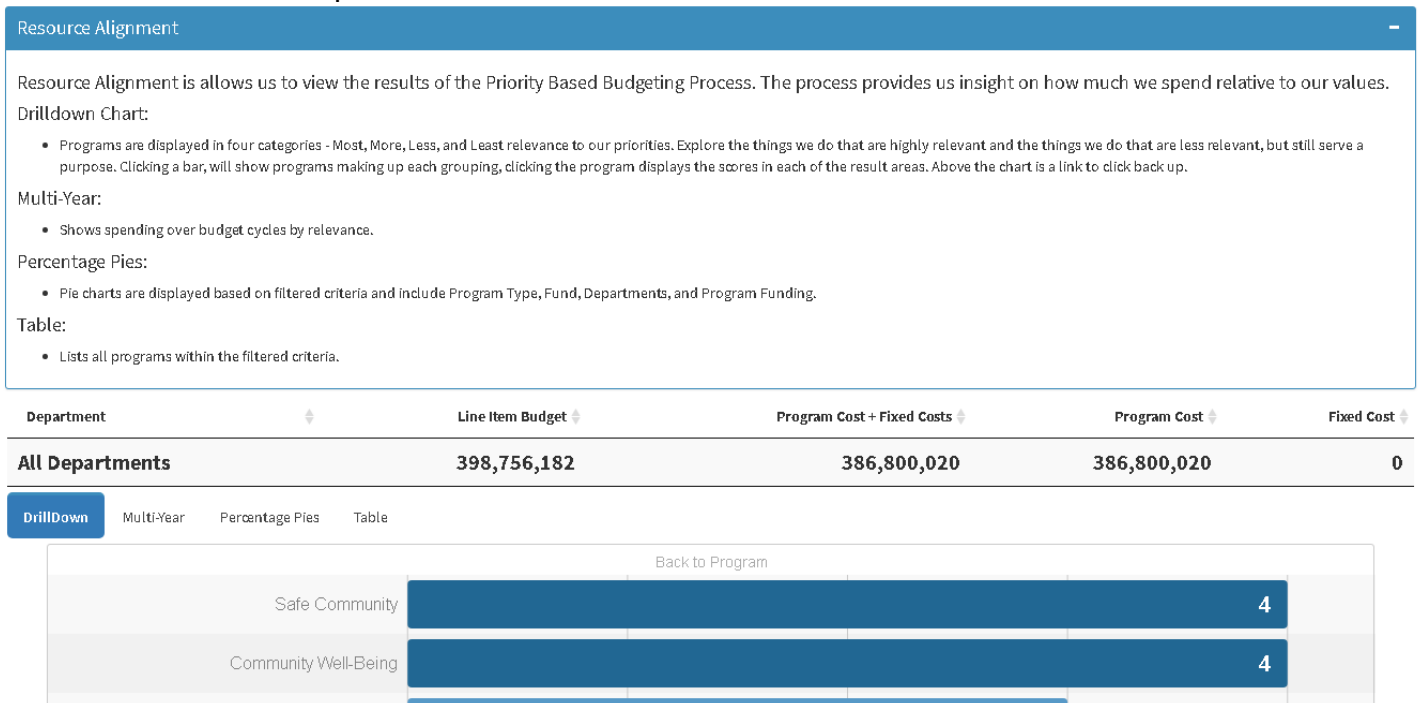 Resource Alignment
Resource Alignment is allows us to view the results of the Priority Based Budgeting Process. The process provides us insight on how much we spend relative to our values.
Drilldown Chart:
• Programs are displayed in four categories - Most, More, Less, and Least relevance to our priorities. Explore the things we do that are highly relevant and the things we do that are less relevant, but still serve a
purpose. Clicking a bar, will show programs making up each grouping, clicking the program displays the scores in each of the result areas. Above the chart is a link to click back up.
Multi-Year:
• Shows spending over budget cycles by relevance.
Percentage Pies:
• Pie charts are displayed based on filtered criteria and include Program Type, Fund, Departments, and Program Funding.
Table:
• Lists all programs within the filtered criteria.
Department Line Item Budget Program Cost + Fixed Costs Program Cost Fixed Cost
All Departments 398,756,182 386,800,020 386,800,020 0
DrillDown Multi-Year Percentage Pies Table
Back to Program
Safe Community 4
Community Well-Being 4